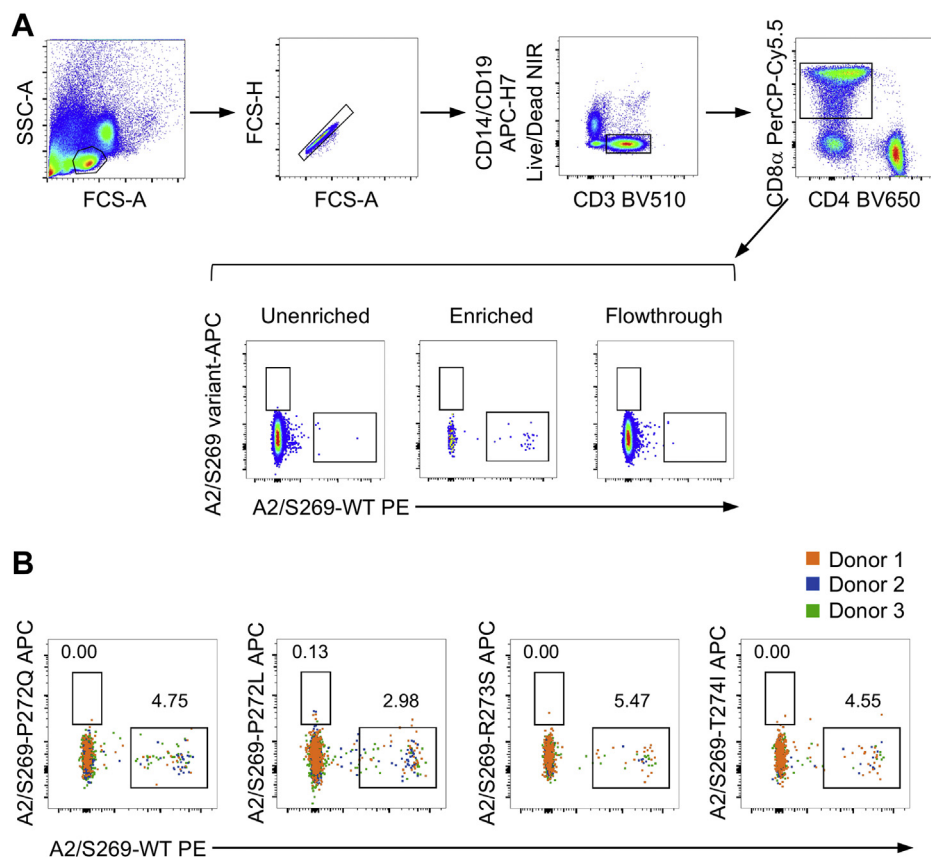 A
SSC-A
FCS-A
FCS-H
FCS-A
CD14/CD19
APC-H7
Live/Dead NIR
CD3 BV510
CD8α PerCP-Cy5.5
CD4 BV650
Unenriched
Enriched
Flowthrough
A2/S269 variant-APC
A2/S269-WT PE
B
Donor 1
Donor 2
Donor 3
A2/S269-P272Q APC
0.00
4.75
A2/S269-P272L APC
0.13
2.98
A2/S269-R273S APC
0.00
5.47
A2/S269-T274I APC
0.00
4.55
A2/S269-WT PE